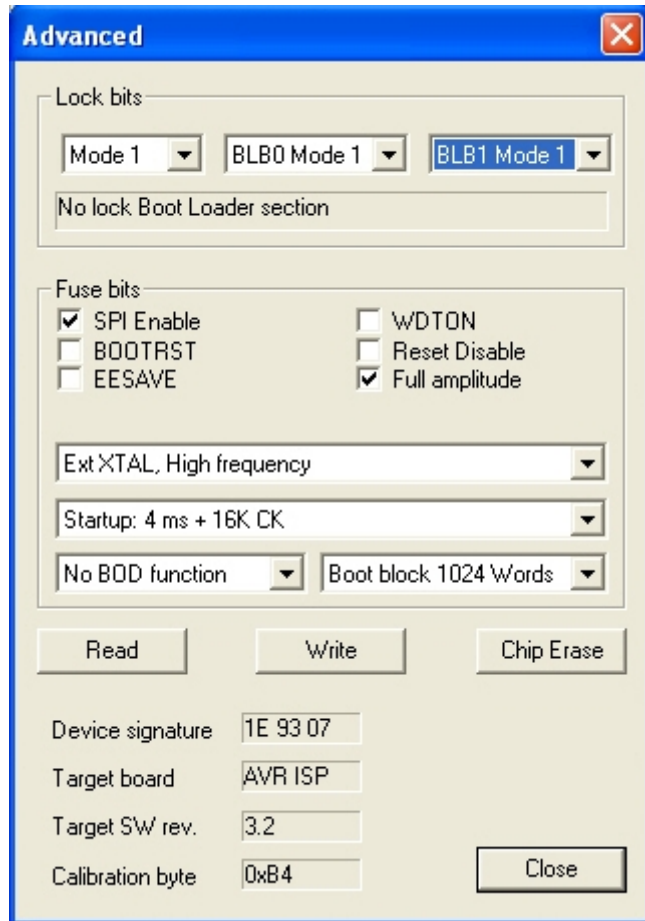 Advanced
Lock bits
Mode 1 BLB0 Mode 1 BLB1 Mode 1
No lock Boot Loader section
Fuse bits
SPI Enable WDTON
BOOTRST Reset Disable
EESAVE Full amplitude
Ext XTAL, High frequency
Startup: 4 ms + 16K CK
No BOD function Boot block 1024 Words
Read Write Chip Erase
Device signature 1E 93 07
Target board AVR ISP
Target SW rev. 3.2
Calibration byte 0xB4 Close